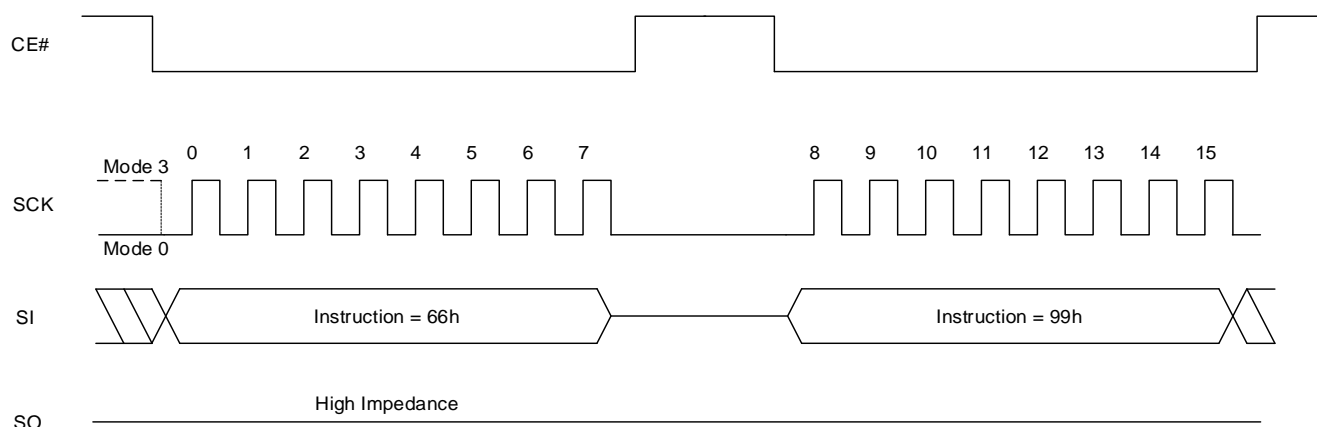 CE#
0 1 2 3 4 5 6 7 8 9 10 11 12 13 14 15
Mode 3
SCK
Mode 0
SI
Instruction = 66h
Instruction = 99h
High Impedance
SO